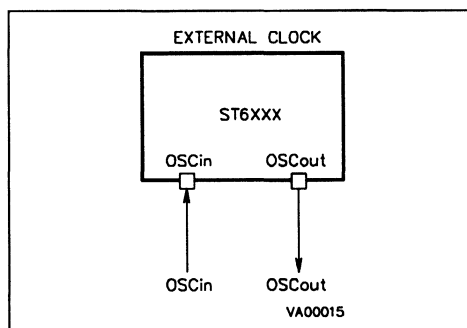 EXTERNAL CLOCK
ST6XXX
OSCin OSCout
OSCin OSCout
VA00015